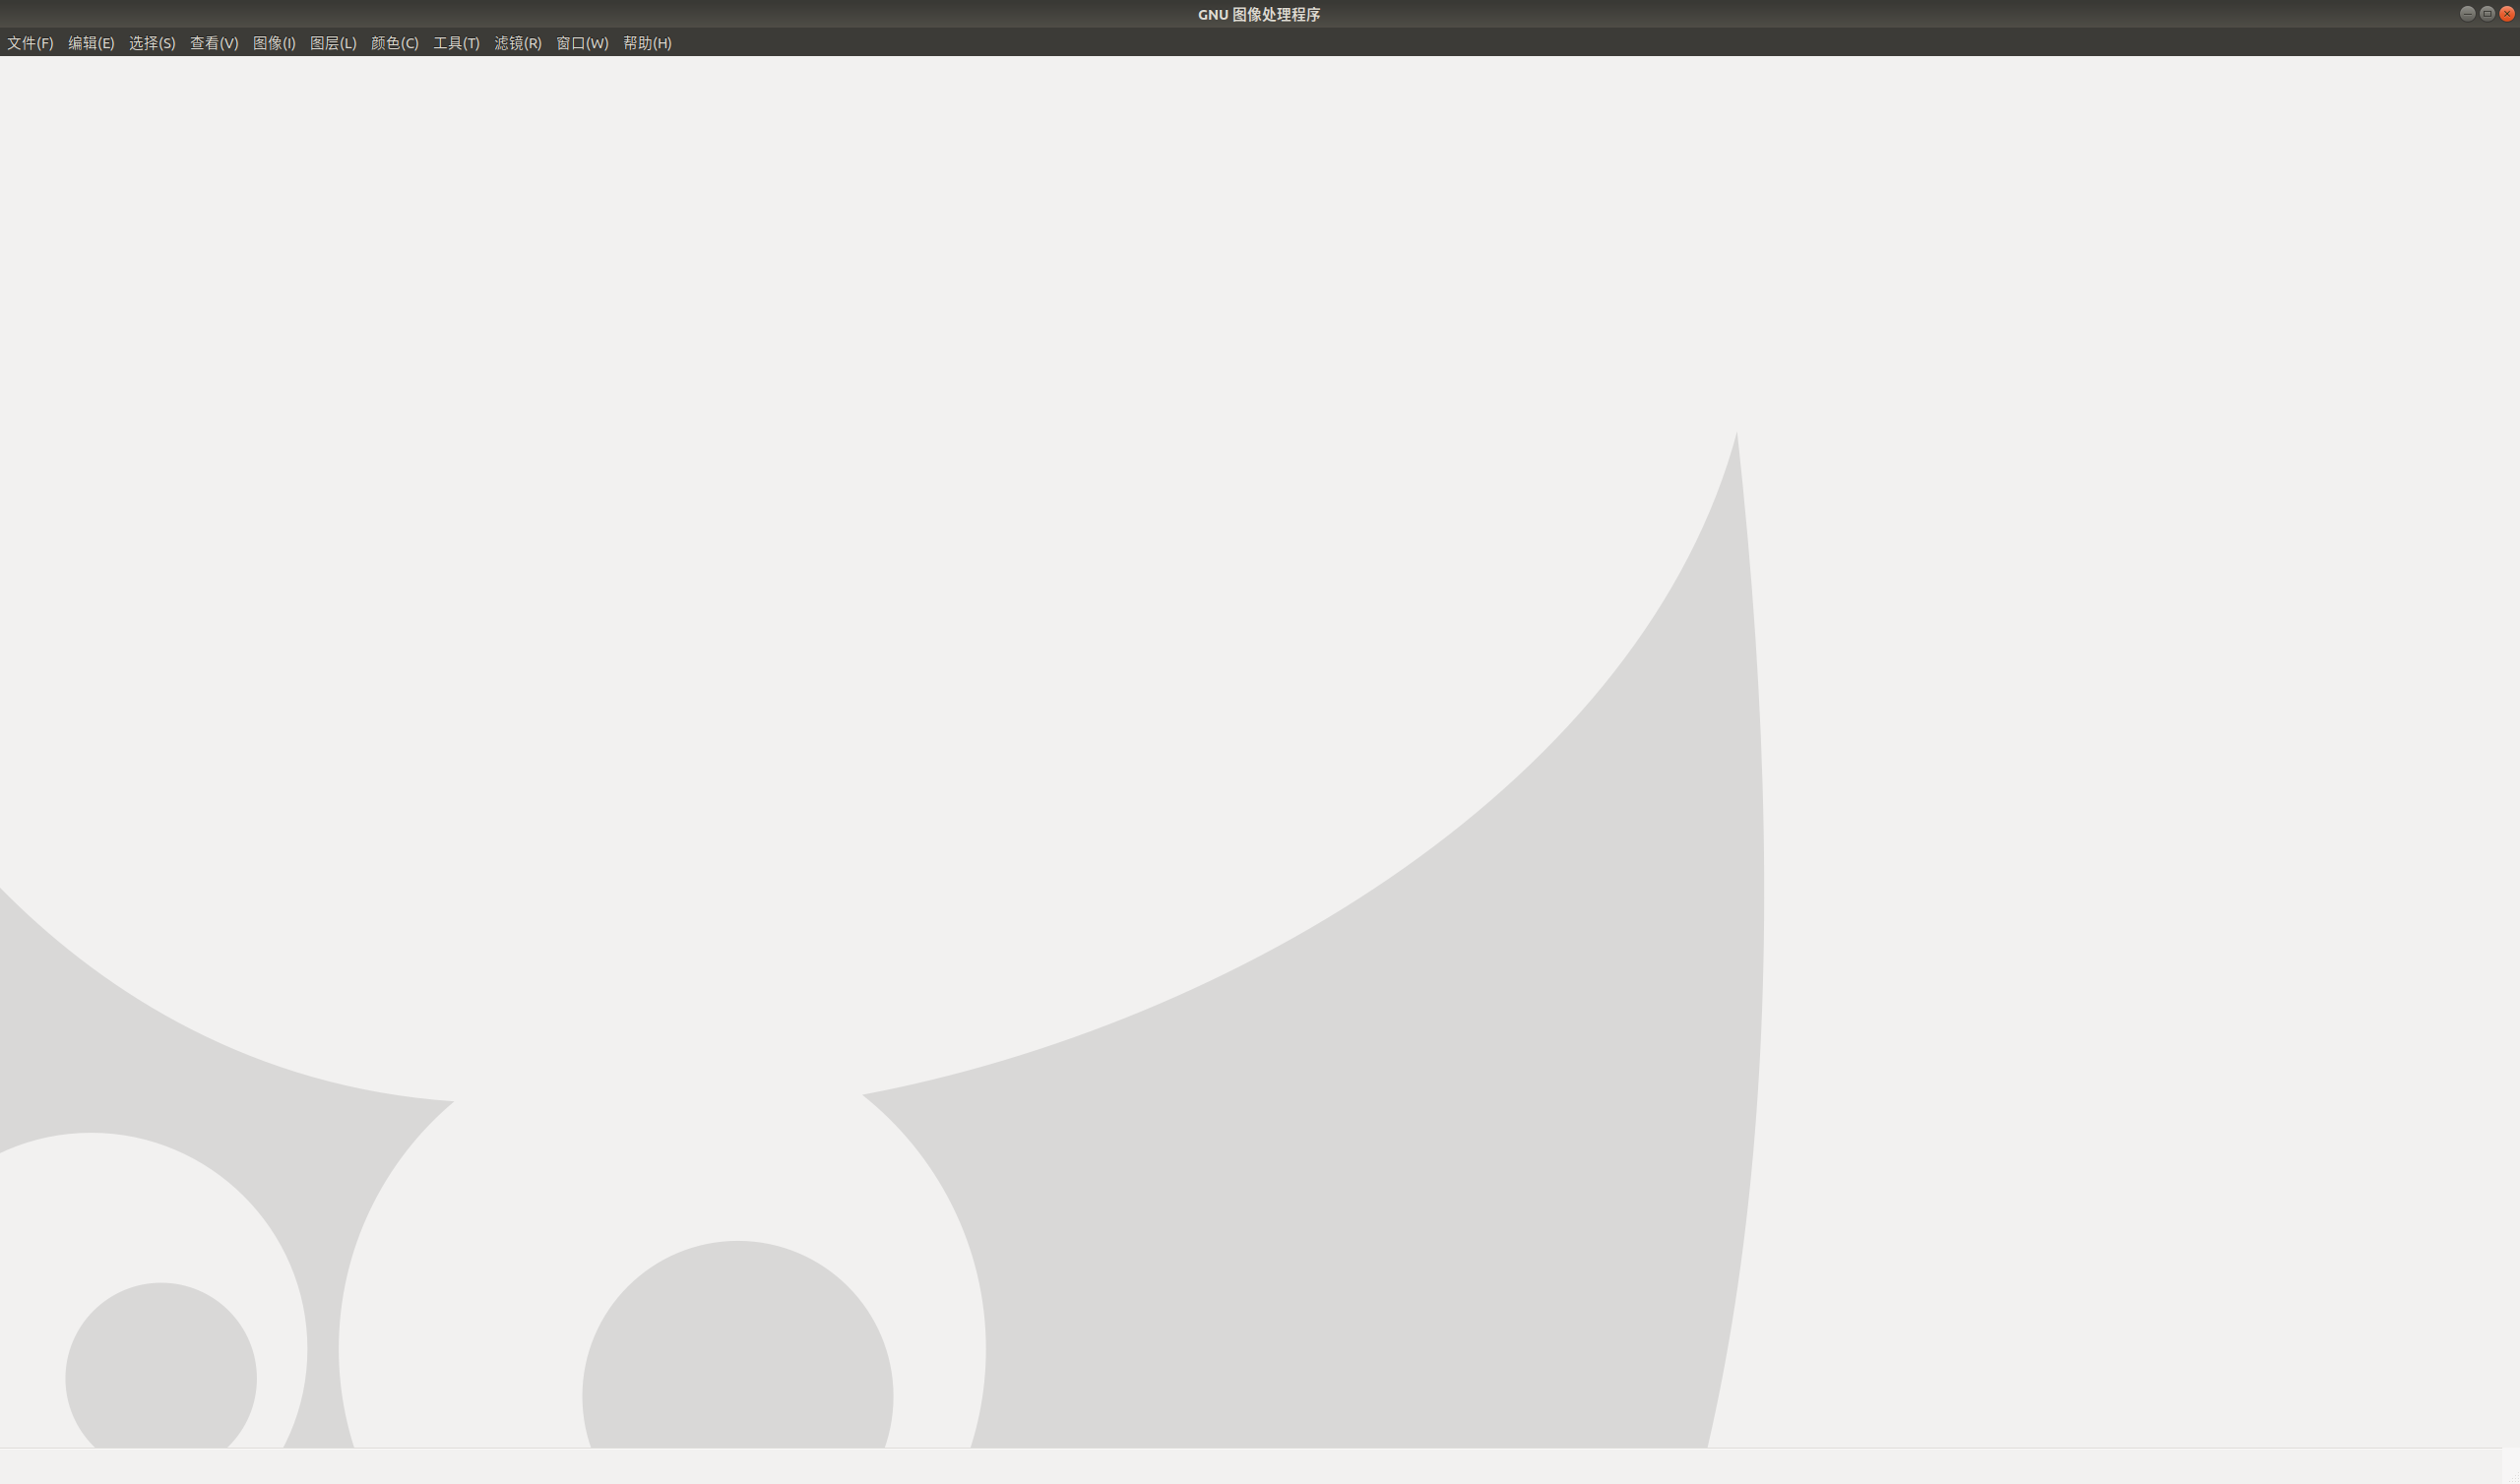 GNU 图像处理程序
文件(F) 编辑(E) 选择(S) 查看(V) 图像(I) 图层(L) 颜色(C) 工具(T) 滤镜(R) 窗口(W) 帮助(H)